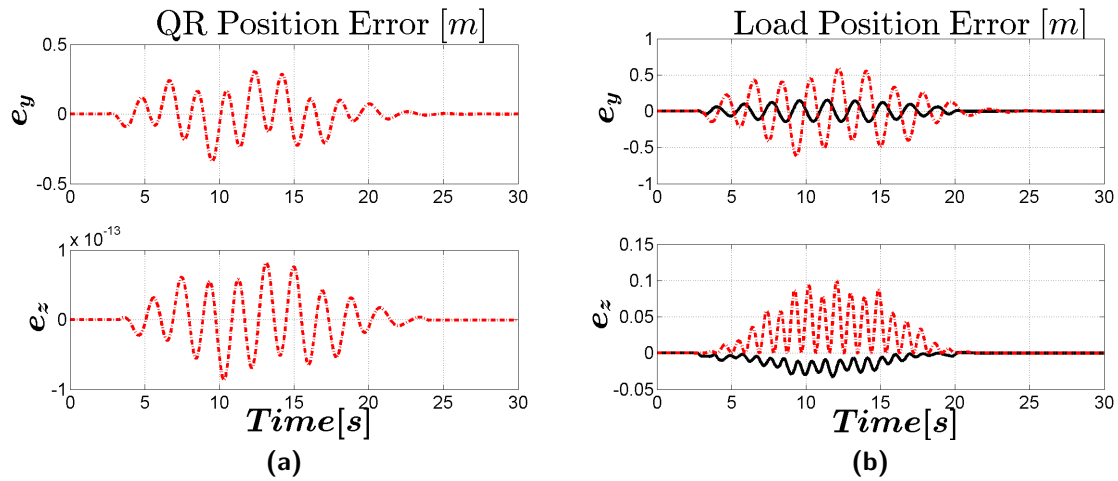 QR Position Error [m]
0.5
0
-0.5
e_y
0 5 10 15 20 25 30
x 10^-13
1
0
-1
e_z
0 5 10 15 20 25 30
Time[s]
(a)
Load Position Error [m]
1
0.5
0
-0.5
-1
e_y
0 5 10 15 20 25 30
0.15
0.1
0.05
0
-0.05
e_z
0 5 10 15 20 25 30
Time[s]
(b)